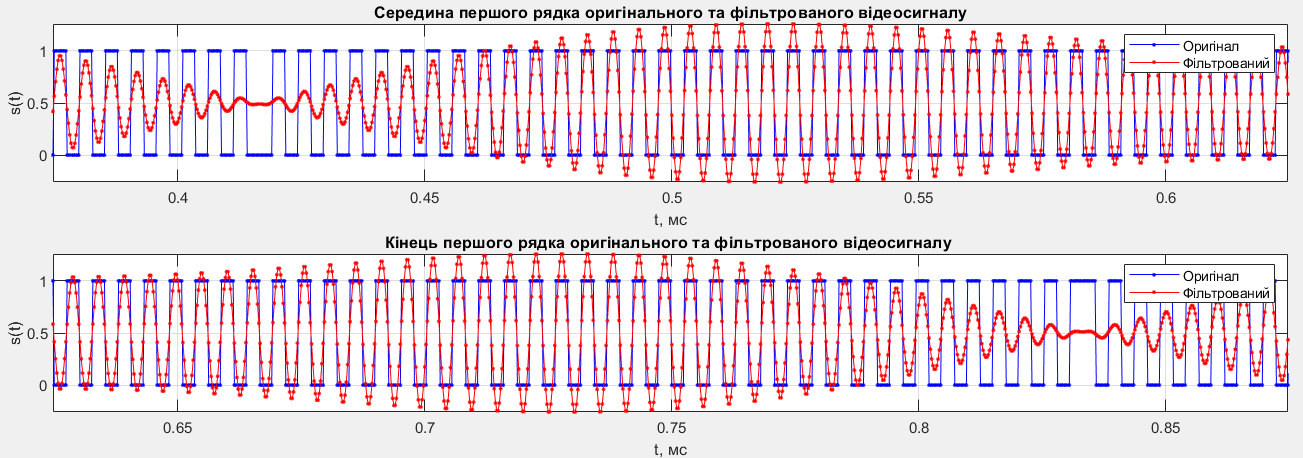 Середина першого рядка оригінального та фільтрованого відеосигналу
1
0.5
0
s(t)
Оригінал
Фільтрований
0.4
0.45
0.5
0.55
0.6
t, мс
Кінець першого рядка оригінального та фільтрованого відеосигналу
1
0.5
0
s(t)
Оригінал
Фільтрований
0.65
0.7
0.75
0.8
0.85
t, мс